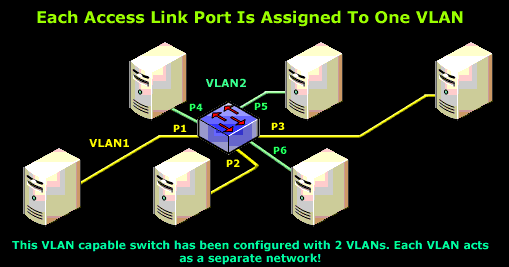 Each Access Link Port Is Assigned To One VLAN
VLAN2
P4
P5
P1
P3
VLAN1
P2
P6
This VLAN capable switch has been configured with 2 VLANs. Each VLAN acts
as a separate network!